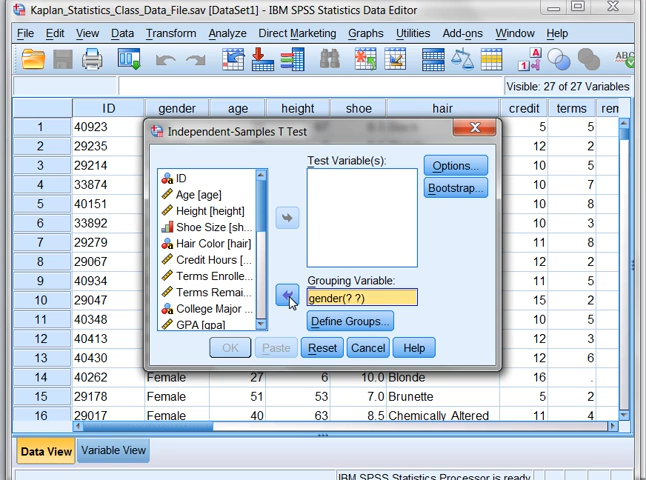 Kaplan_Statistics_Class_Data_File.sav [DataSet1] - IBM SPSS Statistics Data Editor
File Edit View Data Transform Analyze Direct Marketing Graphs Utilities Add-ons Window Help
ABC
Visible: 27 of 27 Variables
ID gender age height shoe hair credit terms
1 40923 5 5
2 29235 12 2
3 29214 10 5
4 33874 10 7
5 40151 10 8
6 33892 10 3
7 29279 11 8
8 29067 12 2
9 40934 11 5
10 29047 15 2
11 40348 10 5
12 40413 12 3
13 40430 12 6
14 40262 Female 27 6 10.0 Blonde 16 .
15 29178 Female 51 53 7.0 Brunette 5 2
16 29017 Female 40 63 8.5 Chemically Altered 11 4
Independent-Samples T Test
ID
Age [age]
Height [height]
Shoe Size [sh...
Hair Color [hair]
Credit Hours [...
Terms Enrolle...
Terms Remai...
College Major ...
GPA [gpa]
Test Variable(s):
Options...
Bootstrap...
Grouping Variable:
gender(? ?)
Define Groups...
OK Paste Reset Cancel Help
Data View Variable View
IBM SPSS Statistics Processor is ready